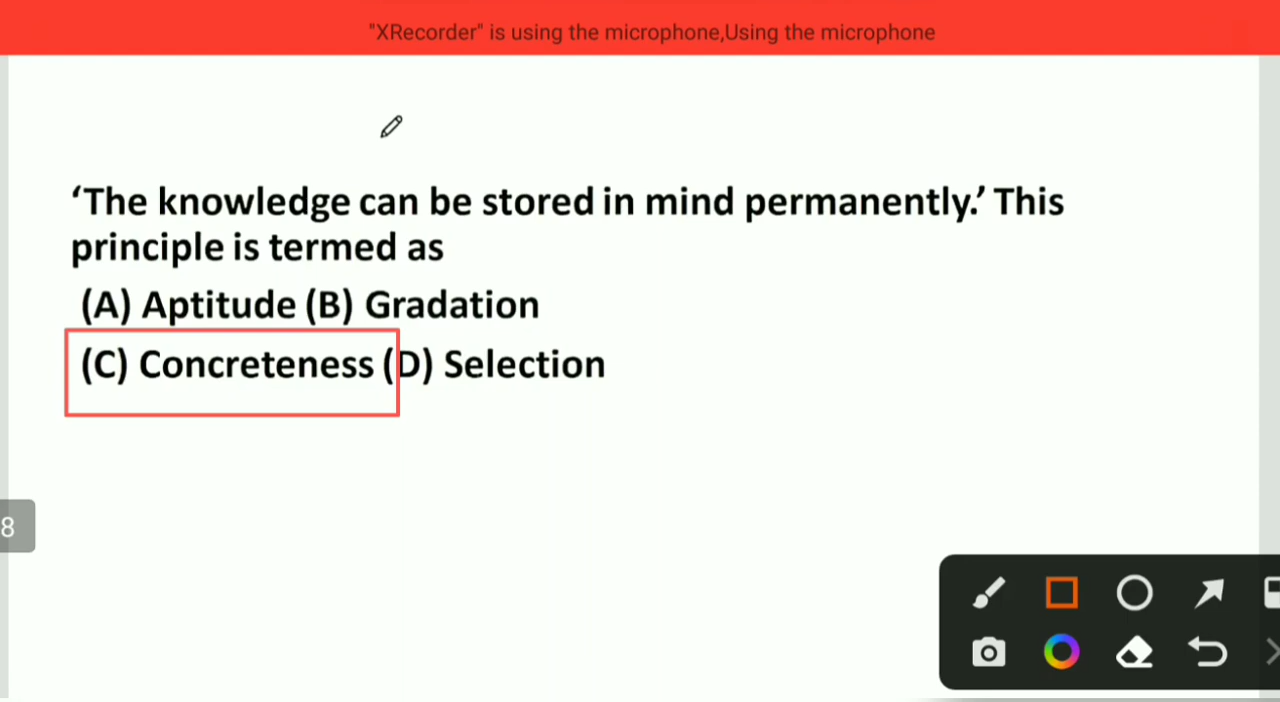 "XRecorder" is using the microphone,Using the microphone
‘The knowledge can be stored in mind permanently.’ This
principle is termed as
(A) Aptitude (B) Gradation
(C) Concreteness (D) Selection
8